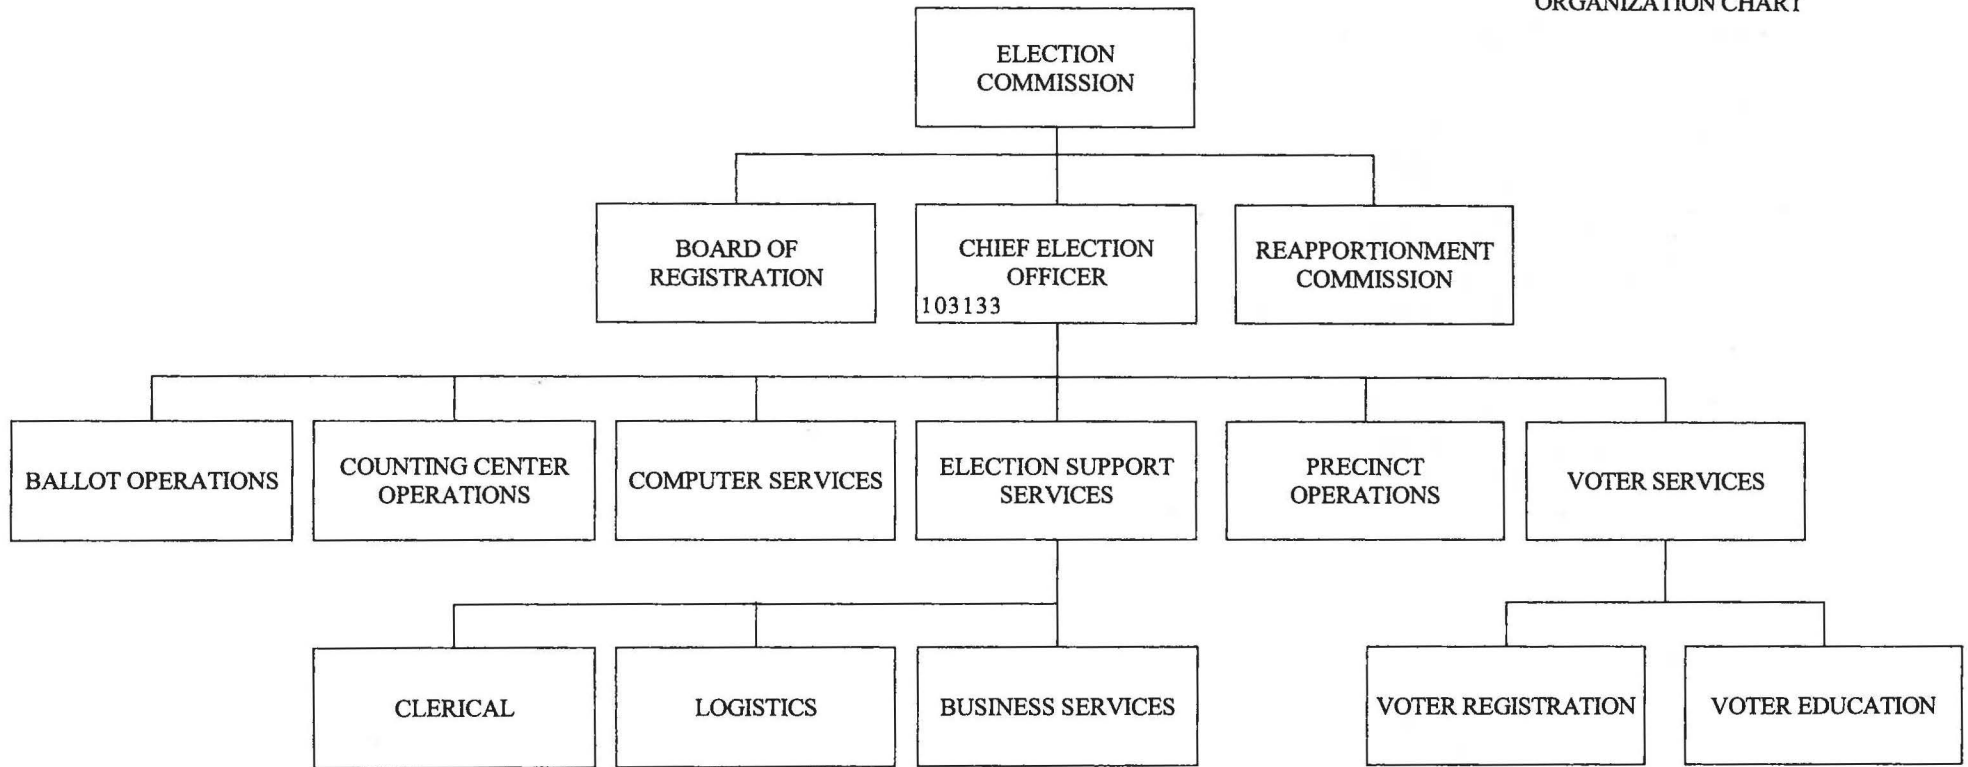 ORGANIZATION CHART
ELECTION
COMMISSION
BOARD OF
REGISTRATION
CHIEF ELECTION
OFFICER
103133
REAPPORTIONMENT
COMMISSION
BALLOT OPERATIONS
COUNTING CENTER
OPERATIONS
COMPUTER SERVICES
ELECTION SUPPORT
SERVICES
PRECINCT
OPERATIONS
VOTER SERVICES
CLERICAL
LOGISTICS
BUSINESS SERVICES
VOTER REGISTRATION
VOTER EDUCATION